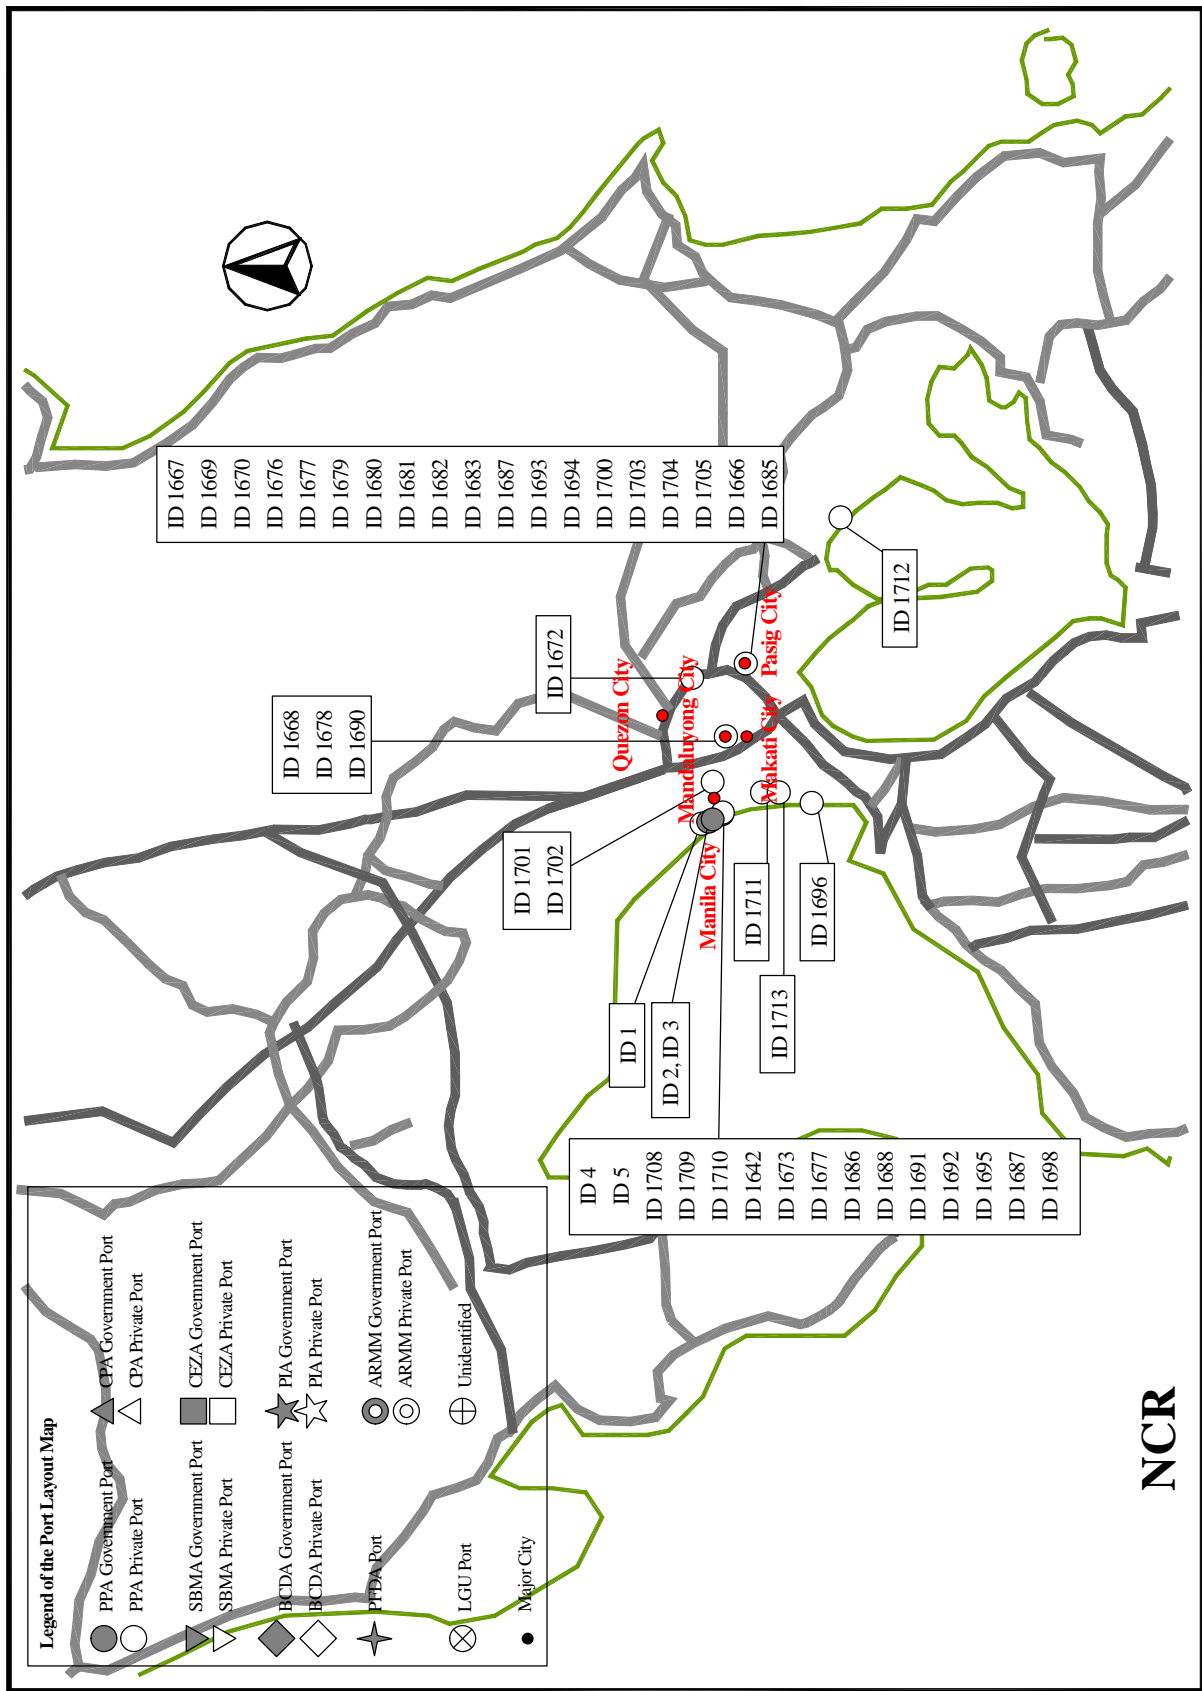 Legend of the Port Layout Map
PPA Government Port
PPA Private Port
SBMA Government Port
SBMA Private Port
BCDA Government Port
BCDA Private Port
PFDA Port
LGU Port
Major City
CPA Government Port
CPA Private Port
CEZA Government Port
CEZA Private Port
PIA Government Port
PIA Private Port
ARMM Government Port
ARMM Private Port
Unidentified
ID 1667
ID 1669
ID 1670
ID 1676
ID 1677
ID 1679
ID 1680
ID 1681
ID 1682
ID 1683
ID 1687
ID 1693
ID 1694
ID 1700
ID 1703
ID 1704
ID 1705
ID 1666
ID 1685
ID 1668
ID 1678
ID 1690
ID 1672
ID 1701
ID 1702
Quezon City
Mandaluyong City
Pasig City
Makati City
Manila City
ID 1712
ID 1711
ID 1696
ID 1713
ID 1
ID 2, ID 3
ID 4
ID 5
ID 1708
ID 1709
ID 1710
ID 1642
ID 1673
ID 1677
ID 1686
ID 1688
ID 1691
ID 1692
ID 1695
ID 1687
ID 1698
NCR